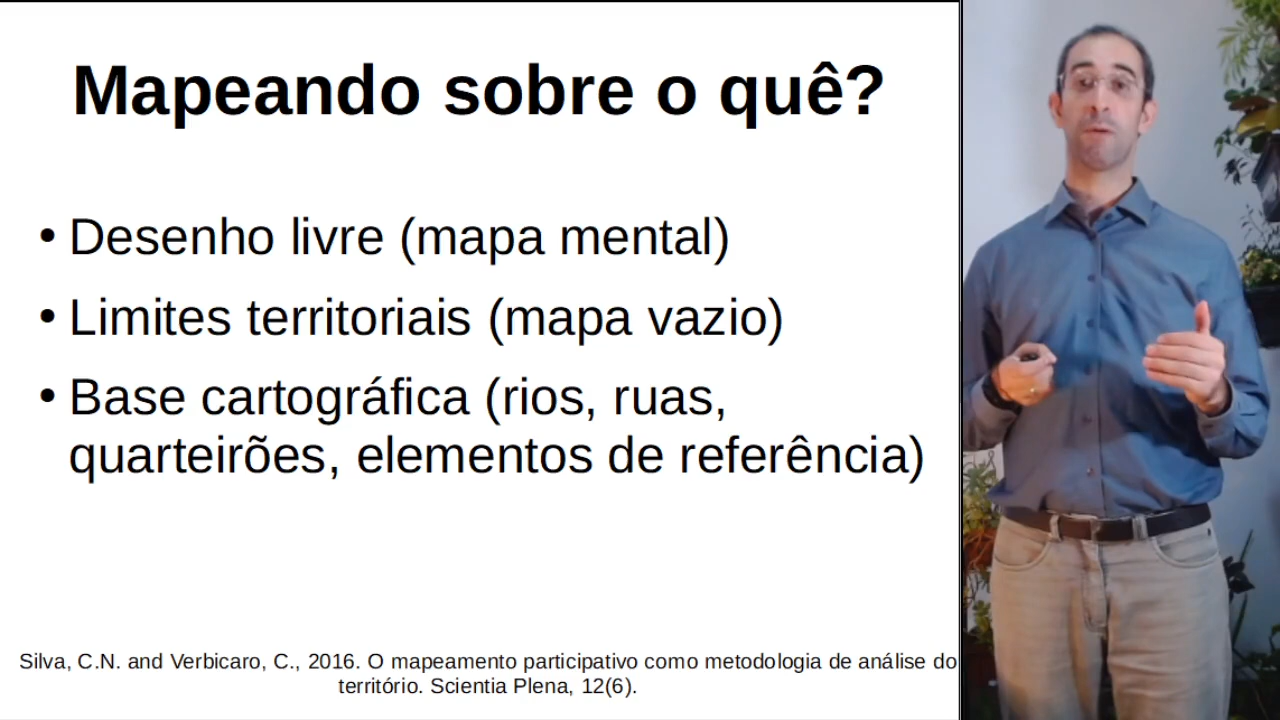 Mapeando sobre o quê?
• Desenho livre (mapa mental)
• Limites territoriais (mapa vazio)
• Base cartográfica (rios, ruas,
quarteirões, elementos de referência)
Silva, C.N. and Verbicaro, C., 2016. O mapeamento participativo como metodologia de análise do
território. Scientia Plena, 12(6).